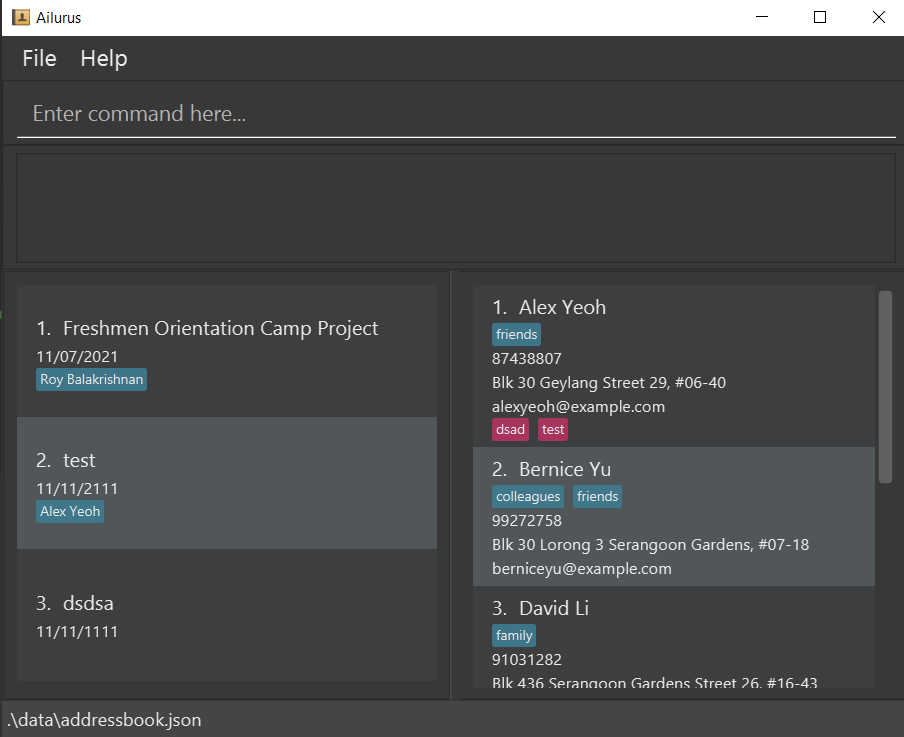 Ailurus
File Help
Enter command here...
1. Freshmen Orientation Camp Project
11/07/2021
Roy Balakrishnan
2. test
11/11/2111
Alex Yeoh
3. dsdsa
11/11/1111
1. Alex Yeoh
friends
87438807
Blk 30 Geylang Street 29, #06-40
alexyeoh@example.com
dsad test
2. Bernice Yu
colleagues friends
99272758
Blk 30 Lorong 3 Serangoon Gardens, #07-18
berniceyu@example.com
3. David Li
family
91031282
Blk 436 Serangoon Gardens Street 26, #16-43
.\data\addressbook.json